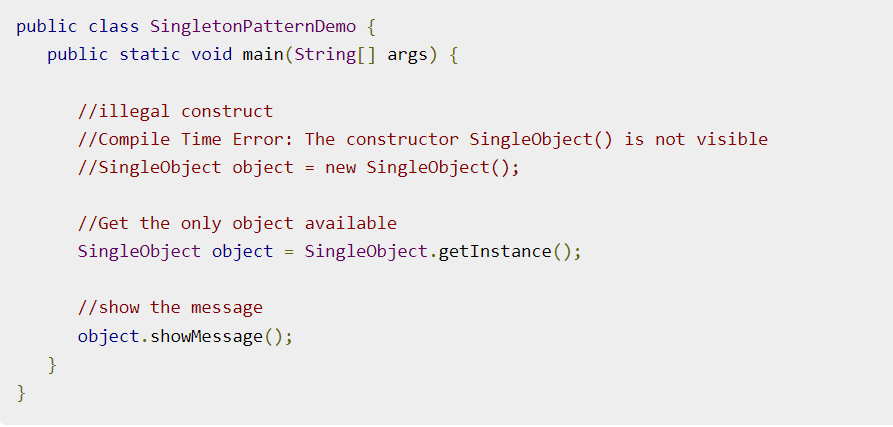 public class SingletonPatternDemo {
   public static void main(String[] args) {

      //illegal construct
      //Compile Time Error: The constructor SingleObject() is not visible
      //SingleObject object = new SingleObject();

      //Get the only object available
      SingleObject object = SingleObject.getInstance();

      //show the message
      object.showMessage();
   }
}